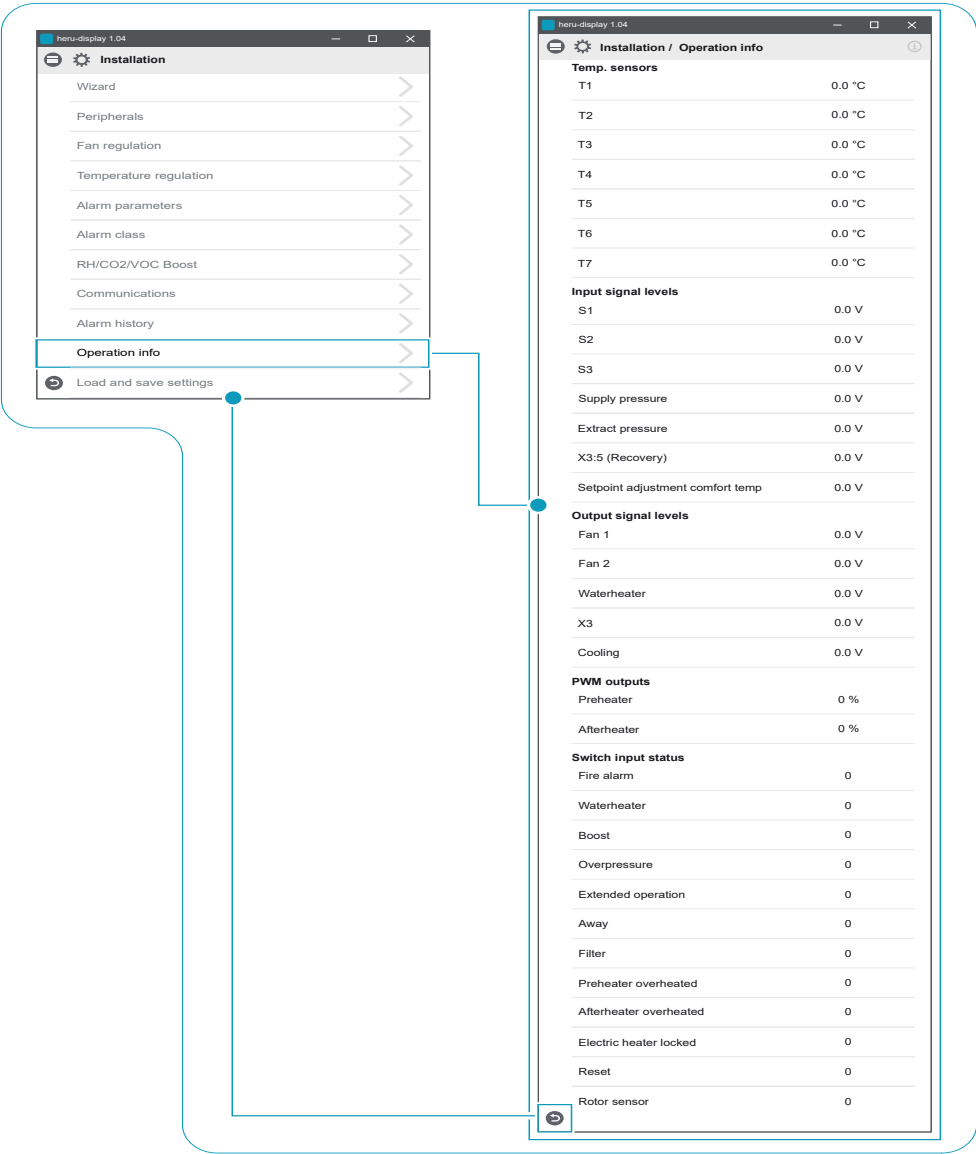 heru-display 1.04
Installation
Wizard
Peripherals
Fan regulation
Temperature regulation
Alarm parameters
Alarm class
RH/CO2/VOC Boost
Communications
Alarm history
Operation info
Load and save settings
heru-display 1.04
Installation / Operation info
Temp. sensors
T1 0.0 °C
T2 0.0 °C
T3 0.0 °C
T4 0.0 °C
T5 0.0 °C
T6 0.0 °C
T7 0.0 °C
Input signal levels
S1 0.0 V
S2 0.0 V
S3 0.0 V
Supply pressure 0.0 V
Extract pressure 0.0 V
X3:5 (Recovery) 0.0 V
Setpoint adjustment comfort temp 0.0 V
Output signal levels
Fan 1 0.0 V
Fan 2 0.0 V
Waterheater 0.0 V
X3 0.0 V
Cooling 0.0 V
PWM outputs
Preheater 0 %
Afterheater 0 %
Switch input status
Fire alarm 0
Waterheater 0
Boost 0
Overpressure 0
Extended operation 0
Away 0
Filter 0
Preheater overheated 0
Afterheater overheated 0
Electric heater locked 0
Reset 0
Rotor sensor 0